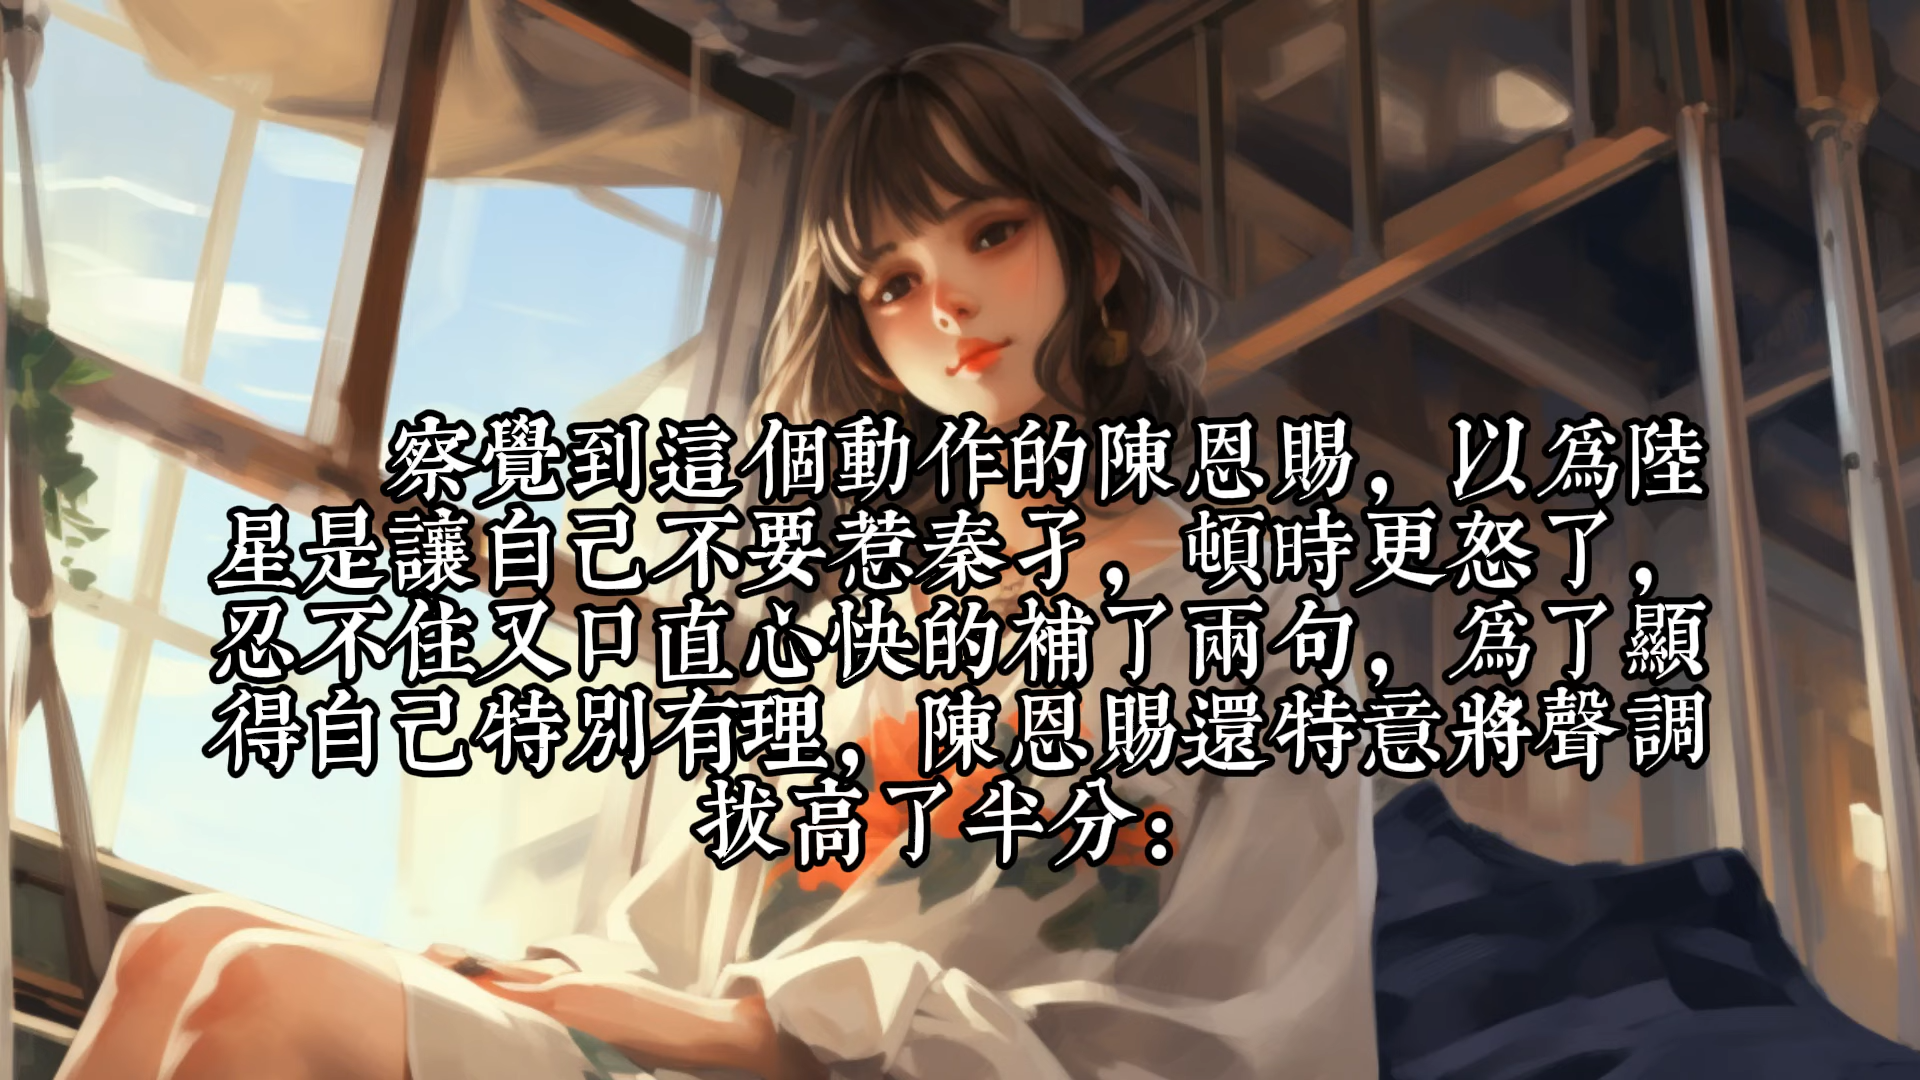 察覺到這個動作的陳恩賜，以爲陸
星是讓自己不要惹秦孑，頓時更怒了，
忍不住又口直心快的補了兩句，爲了顯
得自己特別有理，陳恩賜還特意將聲調
拔高了半分：